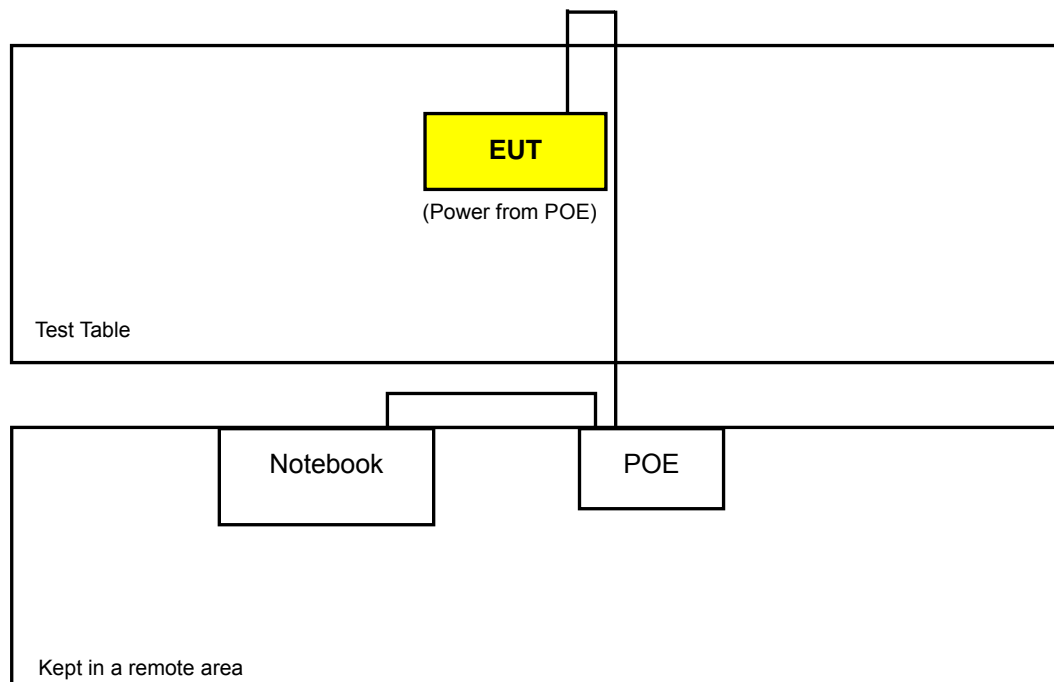 EUT
(Power from POE)
Test Table
Notebook
POE
Kept in a remote area